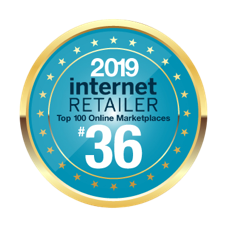 2019
internet
RETAILER
Top 100 Online Marketplaces
#36